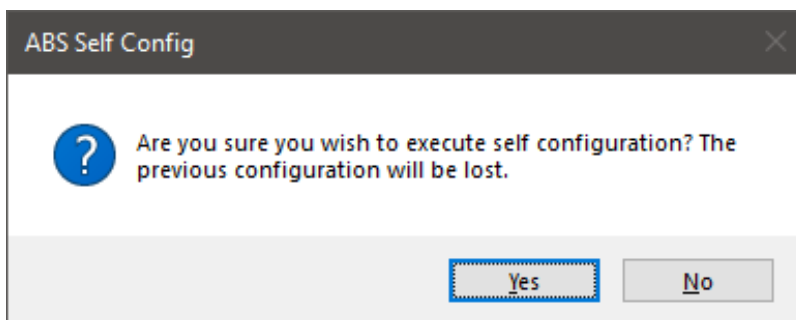 ABS Self Config
Are you sure you wish to execute self configuration? The
previous configuration will be lost.
Yes
No